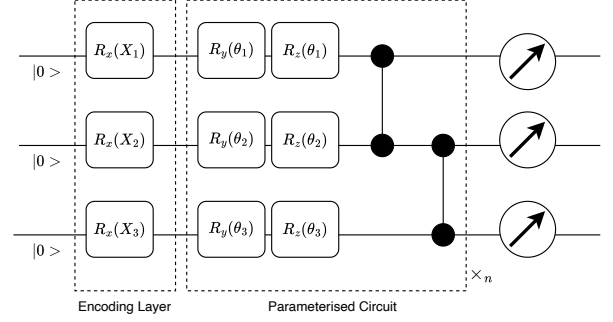 R_x(X_1) R_y(θ_1) R_z(θ_1)
|0 >
R_x(X_2) R_y(θ_2) R_z(θ_2)
|0 >
R_x(X_3) R_y(θ_3) R_z(θ_3)
|0 >
×_n
Encoding Layer Parameterised Circuit